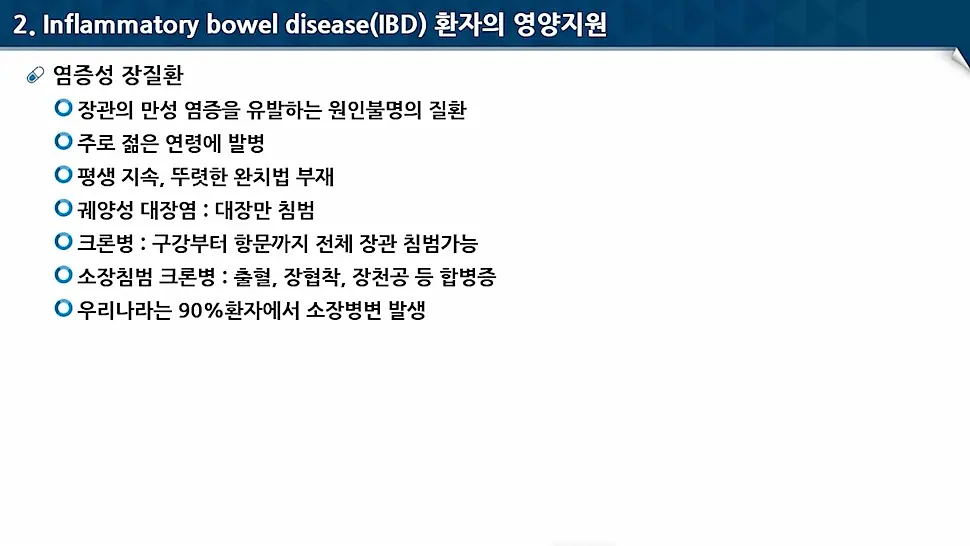 2. Inflammatory bowel disease(IBD) 환자의 영양지원
염증성 장질환
장관의 만성 염증을 유발하는 원인불명의 질환
주로 젊은 연령에 발병
평생 지속, 뚜렷한 완치법 부재
궤양성 대장염 : 대장만 침범
크론병 : 구강부터 항문까지 전체 장관 침범가능
소장침범 크론병 : 출혈, 장협착, 장천공 등 합병증
우리나라는 90%환자에서 소장병변 발생